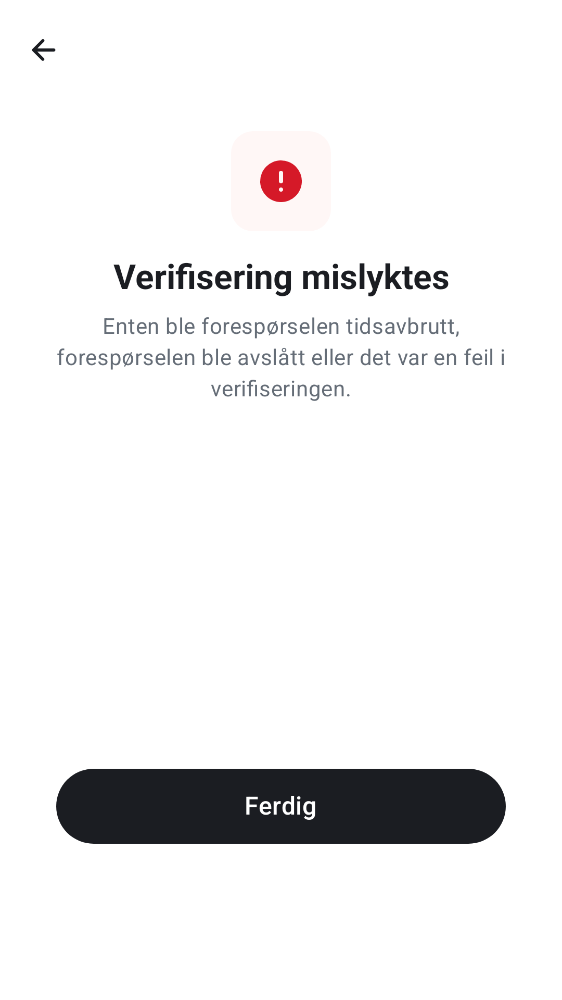 Verifisering mislyktes
Enten ble forespørselen tidsavbrutt,
forespørselen ble avslått eller det var en feil i
verifiseringen.
Ferdig